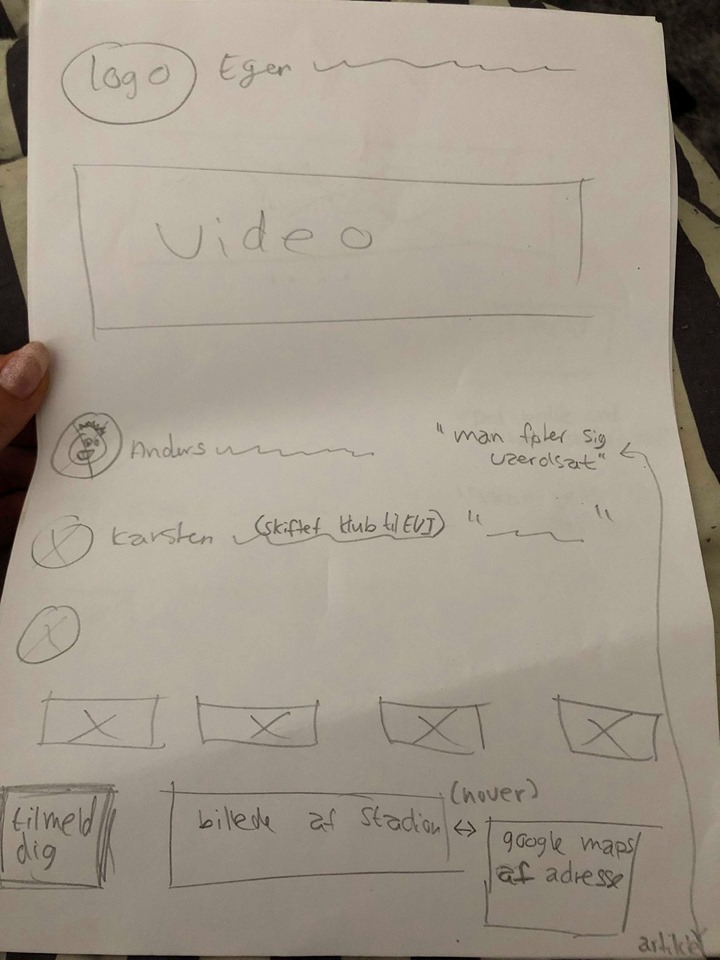 logo Eger
Video
Anders
"man føler sig
uzerdsat"
Karsten (skiftet klub til EVI) " "
(hover)
tilmeld
dig
billede af Stadion
google maps
af adresse
artikel